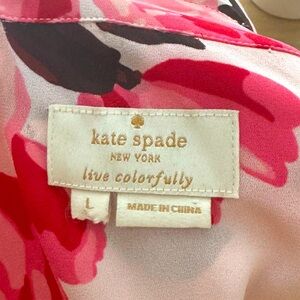 kate spade
NEW YORK
live colorfully
L
MADE IN CHINA